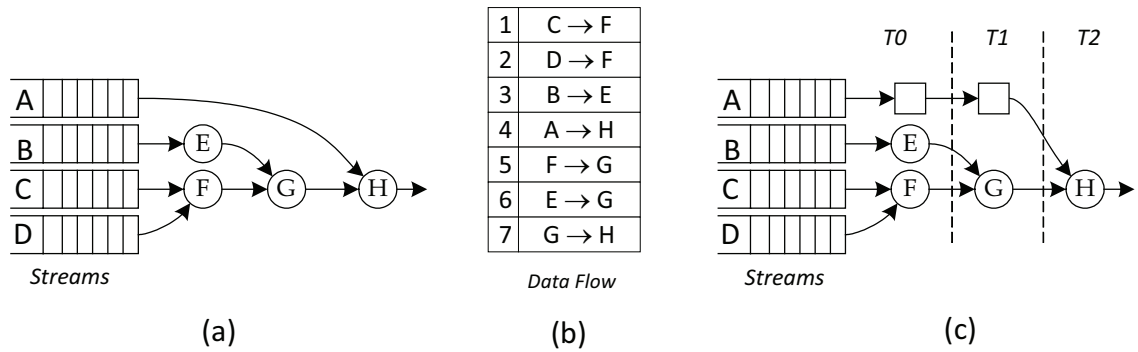 A
B
C
D
E
F
G
H
Streams
(a)
1 C → F
2 D → F
3 B → E
4 A → H
5 F → G
6 E → G
7 G → H
Data Flow
(b)
T0 T1 T2
A
B
C
D
E
F
G
H
Streams
(c)